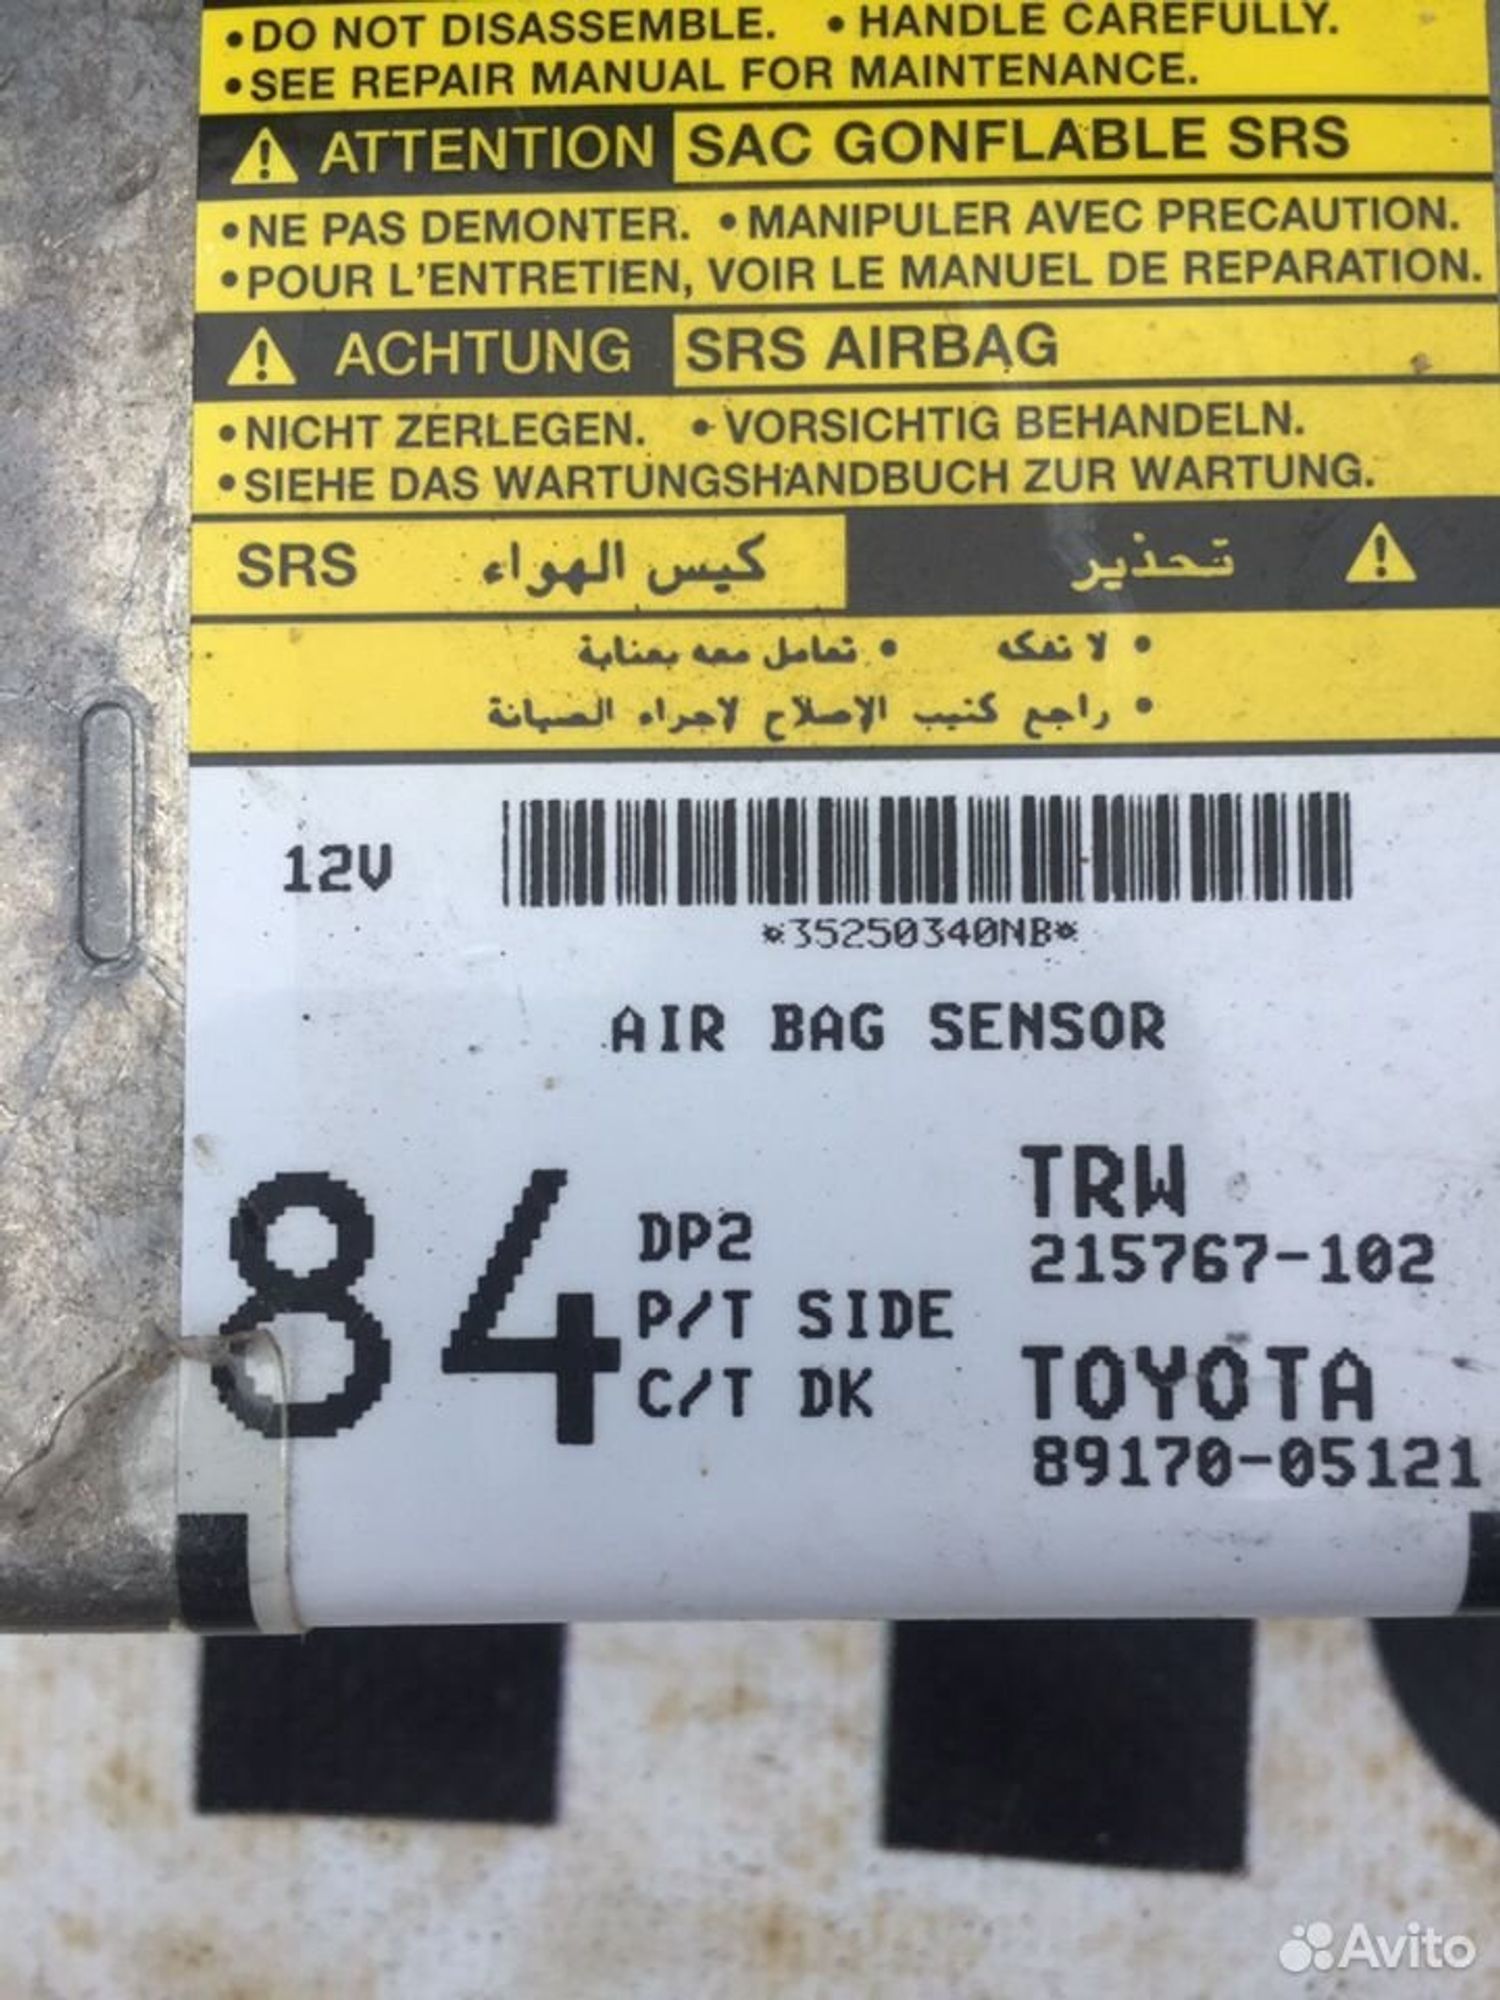 •DO NOT DISASSEMBLE. •HANDLE CAREFULLY.
•SEE REPAIR MANUAL FOR MAINTENANCE.
ATTENTION SAC GONFLABLE SRS
•NE PAS DEMONTER. •MANIPULER AVEC PRECAUTION.
•POUR L'ENTRETIEN, VOIR LE MANUEL DE REPARATION.
ACHTUNG SRS AIRBAG
•NICHT ZERLEGEN. •VORSICHTIG BEHANDELN.
•SIEHE DAS WARTUNGSHANDBUCH ZUR WARTUNG.
تحذير كيس الهواء SRS
• لا تفكه • تعامل معه بعناية
• راجع كتيب الإصلاح لاجراء الصيانة
12V
*35250340NB*
AIR BAG SENSOR
84
DP2
P/T SIDE
C/T DK
TRW
215767-102
TOYOTA
89170-05121
Avito